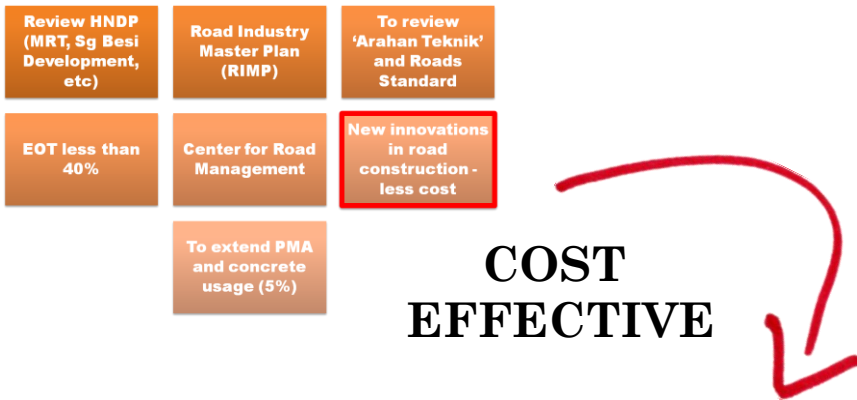 Review HNDP
(MRT, Sg Besi
Development,
etc)
Road Industry
Master Plan
(RIMP)
To review
‘Arahan Teknik’
and Roads
Standard
EOT less than
40%
Center for Road
Management
New innovations
in road
construction -
less cost
To extend PMA
and concrete
usage (5%)
COST
EFFECTIVE